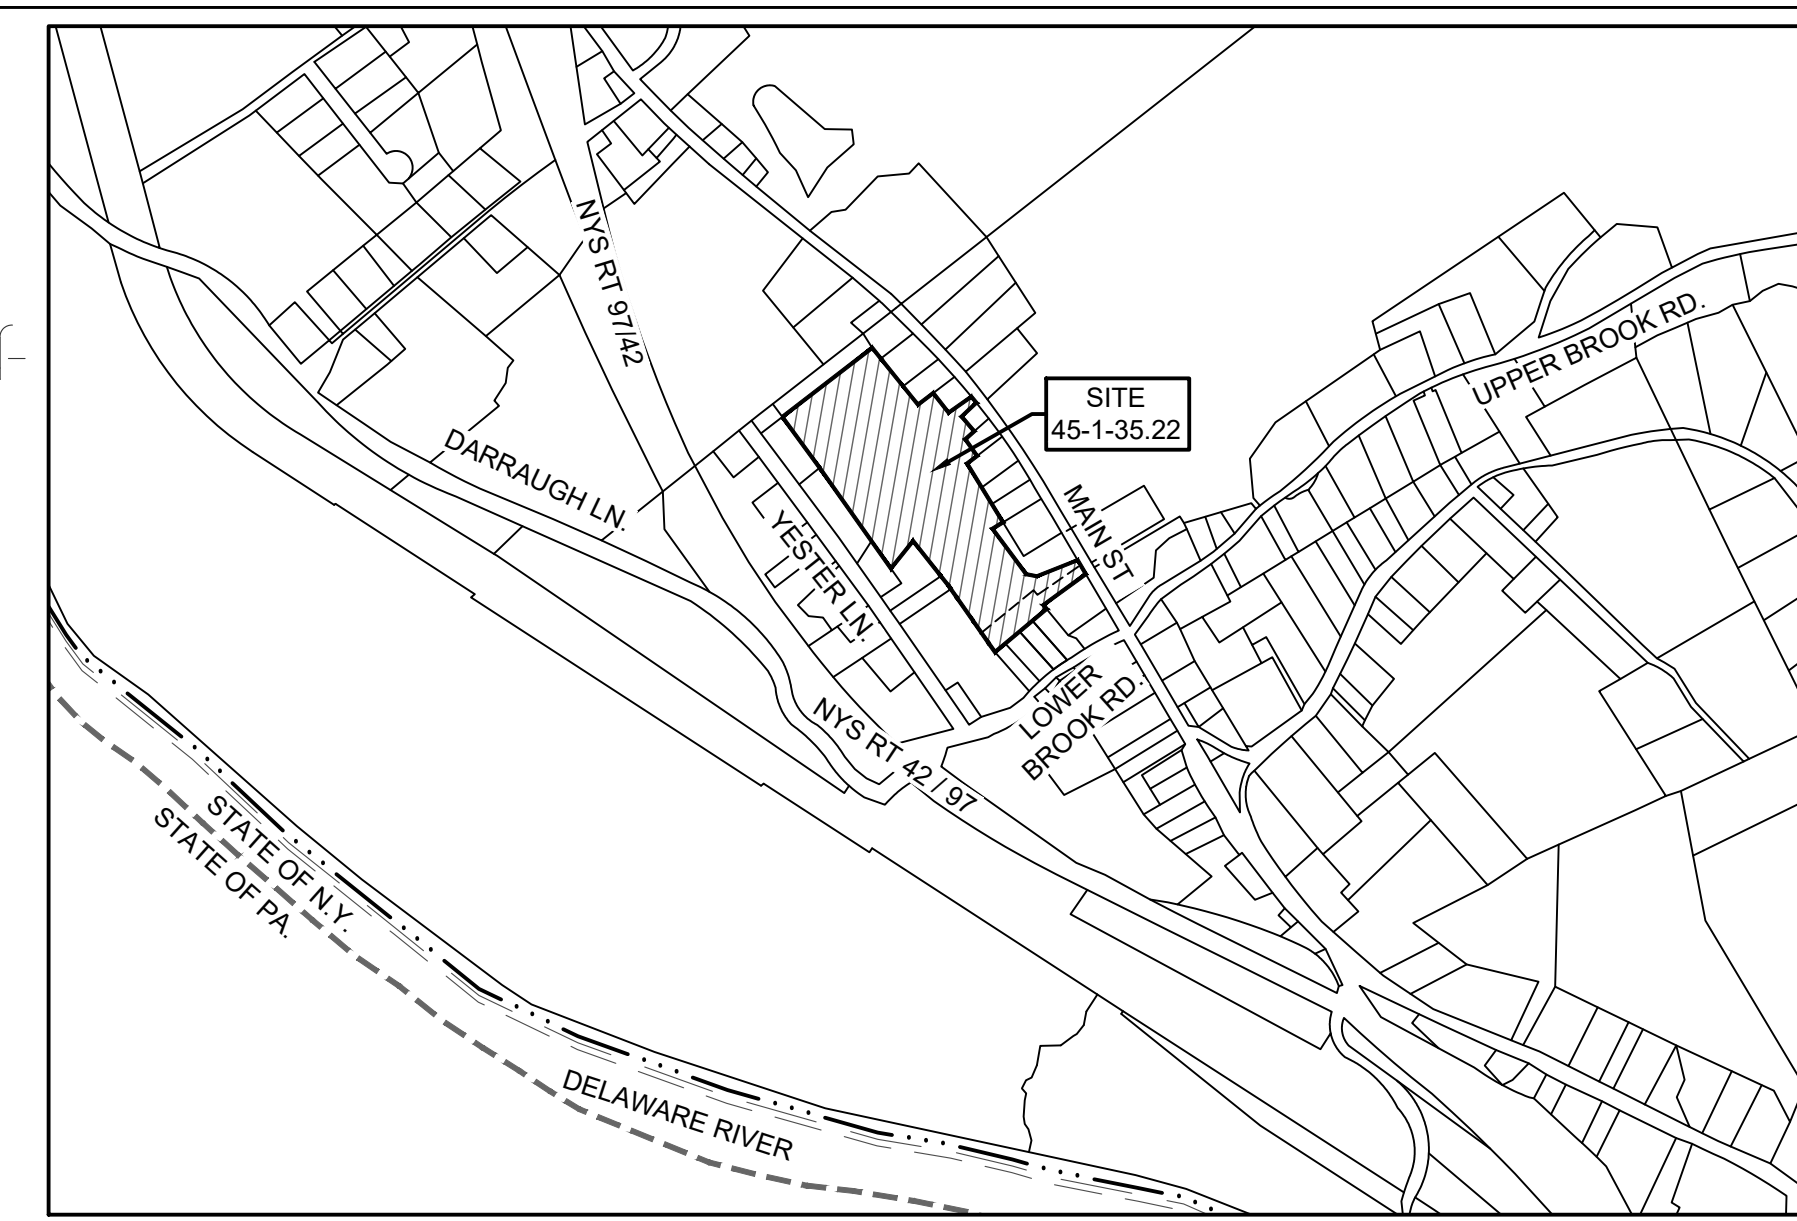 NYS RT 97/42
UPPER BROOK RD.
SITE
45-1-35.22
DARRAUGH LN.
MAIN ST
YESTER LN.
LOWER
BROOK RD.
NYS RT 42 / 97
STATE OF N.Y.
STATE OF PA.
DELAWARE RIVER